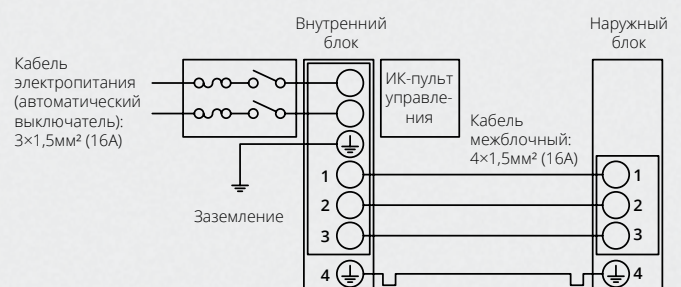 Внутренний
блок
Наружный
блок
Кабель
электропитания
(автоматический
выключатель):
3×1,5мм² (16А)
ИК-пульт
управле-
ния
Кабель
межблочный:
4×1,5мм² (16А)
Заземление
1
2
3
4
1
2
3
4